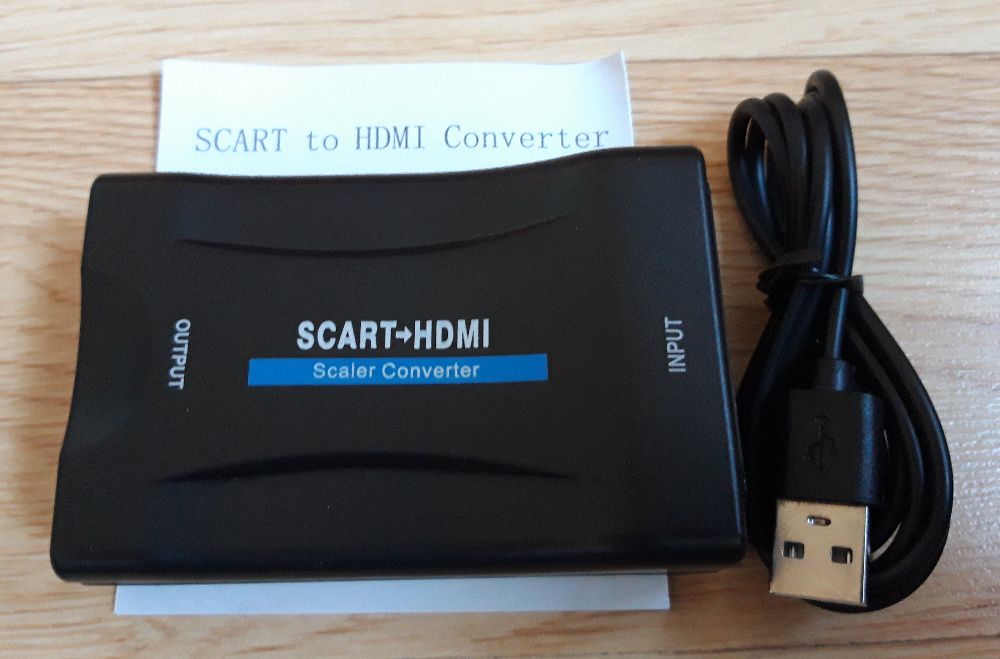 SCART to HDMI Converter
OUTPUT
SCART→HDMI
Scaler Converter
INPUT